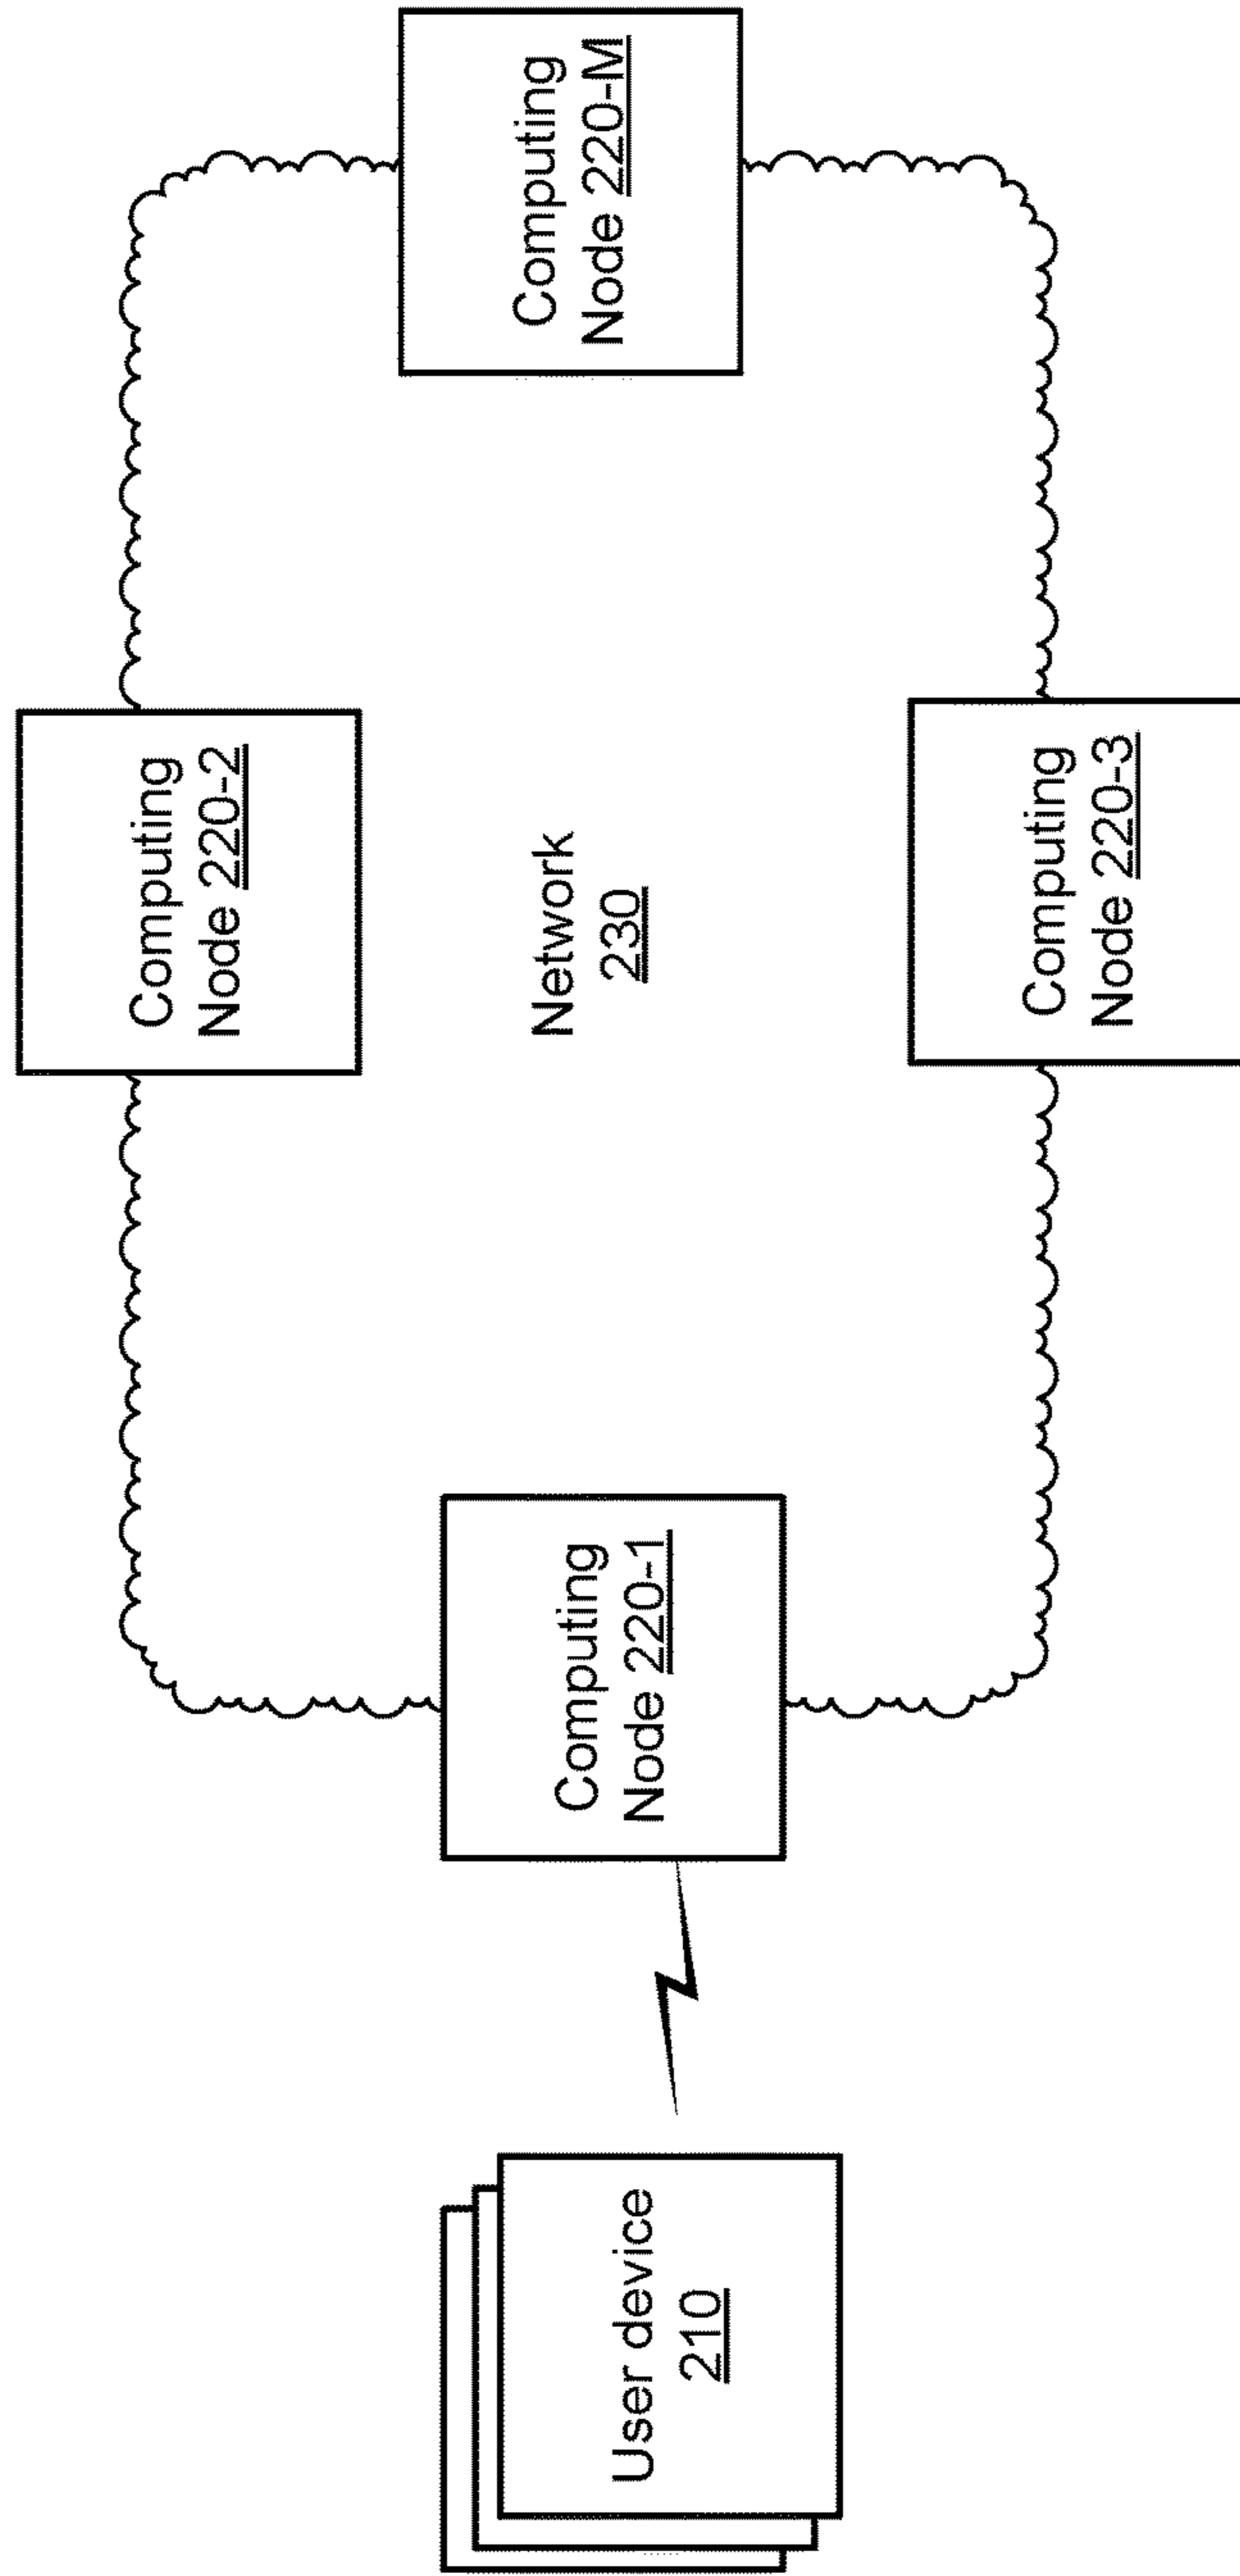 User device
210
Computing
Node 220-1
Computing
Node 220-2
Network
230
Computing
Node 220-3
Computing
Node 220-M